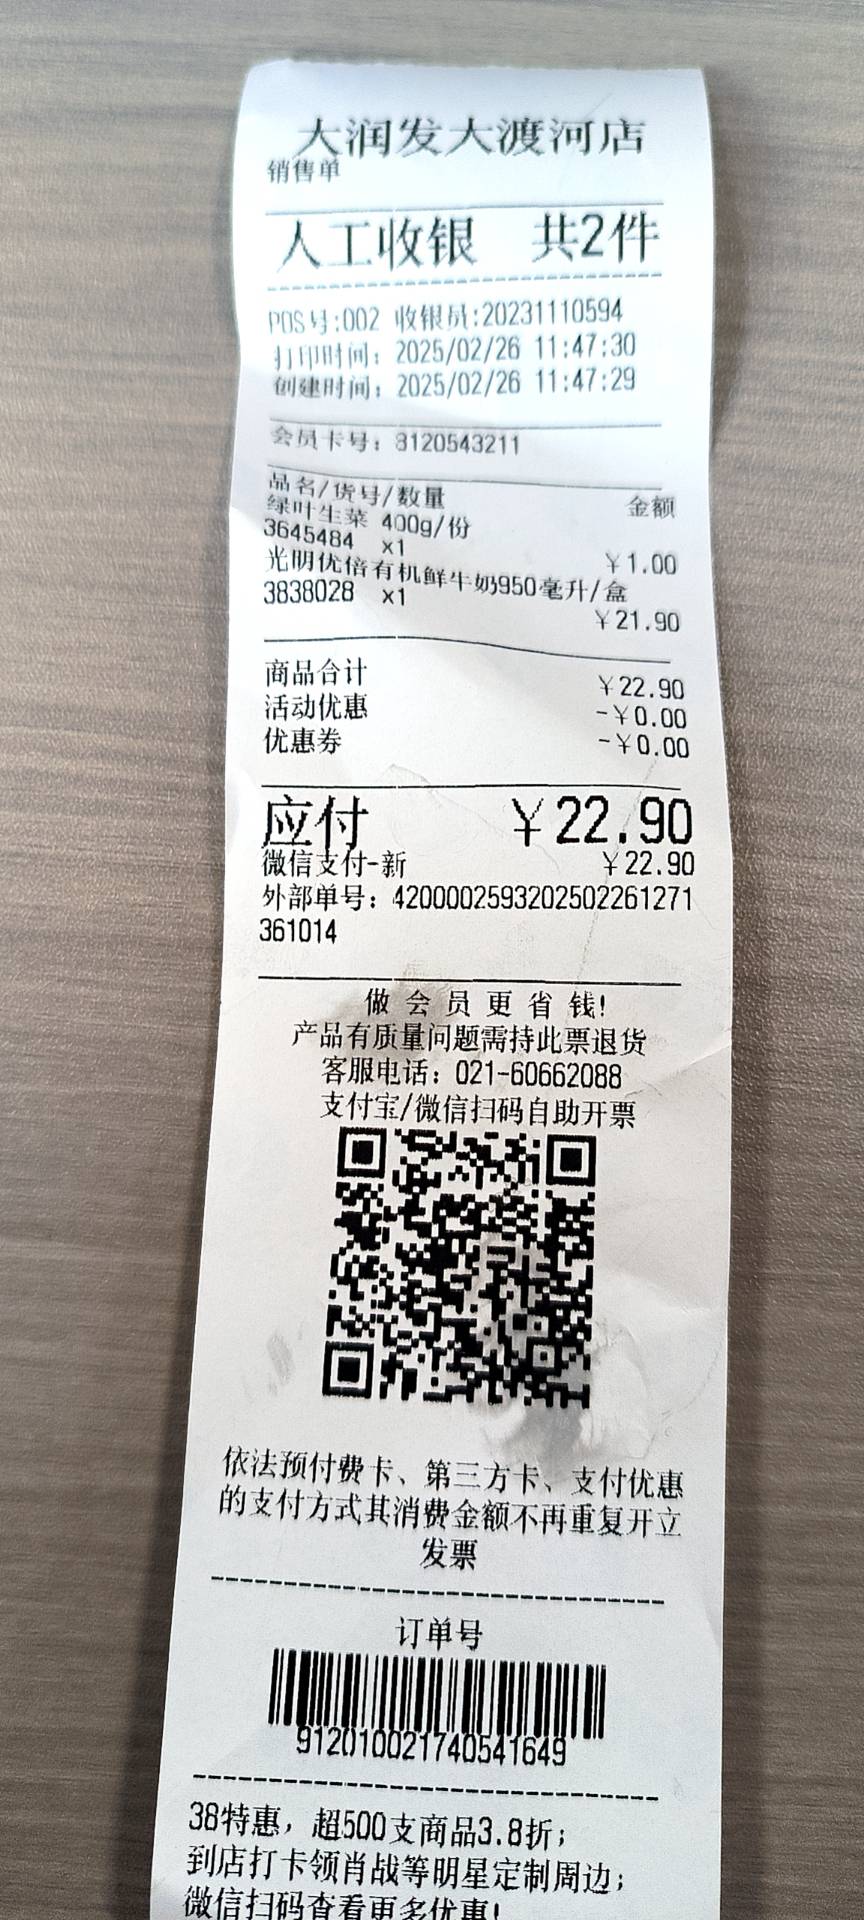 大润发大渡河店
销售单
人工收银 共2件
POS号:002 收银员:20231110594
打印时间: 2025/02/26 11:47:30
创建时间: 2025/02/26 11:47:29
会员卡号: 3120543211
品名/货号/数量 金额
绿叶生菜 400g/份
3645484 x1 ¥1.00
光明优倍有机鲜牛奶950毫升/盒
3838028 x1 ¥21.90
商品合计 ¥22.90
活动优惠 -¥0.00
优惠券 -¥0.00
应付 ¥22.90
微信支付-新 ¥22.90
外部单号: 4200002593202502261271
361014
做会员更省钱!
产品有质量问题需持此票退货
客服电话: 021-60662088
支付宝/微信扫码自助开票
依法预付费卡、第三方卡、支付优惠
的支付方式其消费金额不再重复开立
发票
订单号
912010021740541649
38特惠，超500支商品3.8折；
到店打卡领肖战等明星定制周边；
微信扫码查看更多优惠！